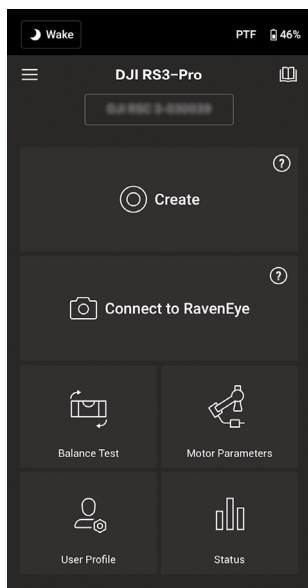 Wake
PTF 46%
DJI RS3-Pro
?
Create
?
Connect to RavenEye
Balance Test
Motor Parameters
User Profile
Status